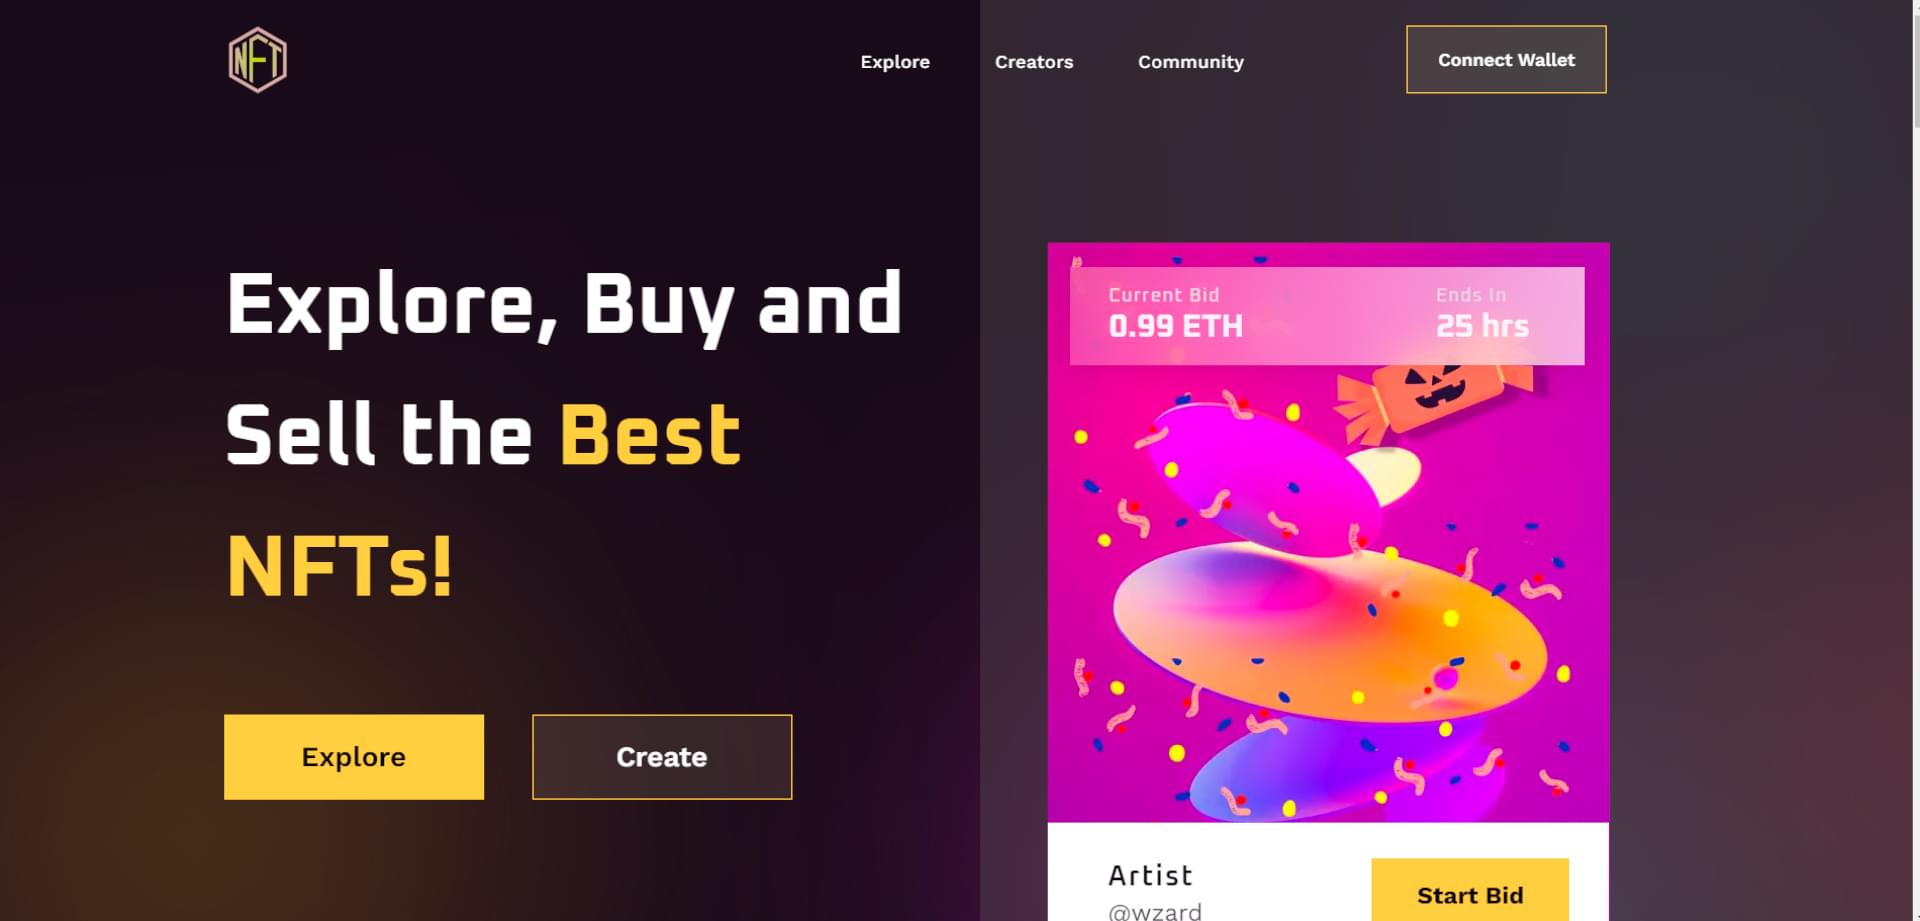 NFT
Explore
Creators
Community
Connect Wallet
Explore, Buy and
Sell the Best
NFTs!
Explore
Create
Current Bid
0.99 ETH
Ends In
25 hrs
Artist
@wzard
Start Bid